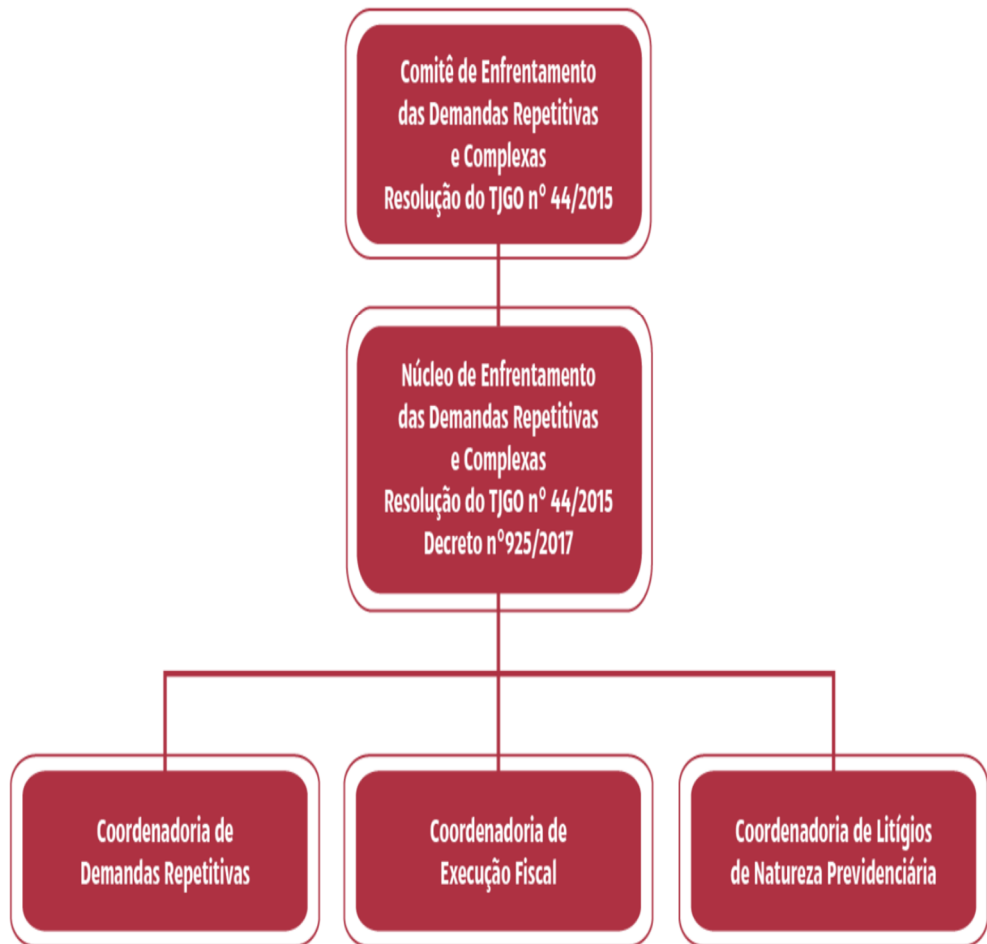 Comitê de Enfrentamento
das Demandas Repetitivas
e Complexas
Resolução do TJGO nº 44/2015
Núcleo de Enfrentamento
das Demandas Repetitivas
e Complexas
Resolução do TJGO nº 44/2015
Decreto nº925/2017
Coordenadoria de
Demandas Repetitivas
Coordenadoria de
Execução Fiscal
Coordenadoria de Litígios
de Natureza Previdenciária